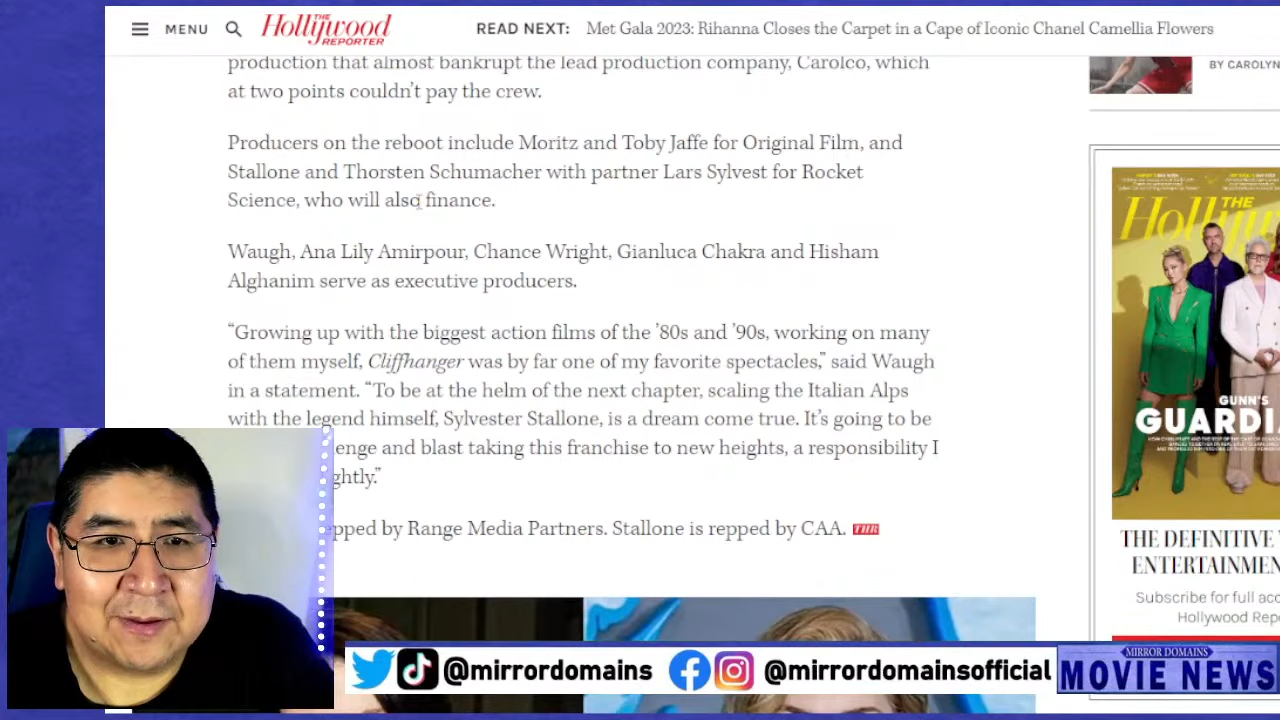 MENU
THE
Hollywood
REPORTER
READ NEXT: Met Gala 2023: Rihanna Closes the Carpet in a Cape of Iconic Chanel Camellia Flowers
production that almost bankrupt the lead production company, Carolco, which
at two points couldn't pay the crew.
Producers on the reboot include Moritz and Toby Jaffe for Original Film, and
Stallone and Thorsten Schumacher with partner Lars Sylvest for Rocket
Science, who will also finance.
Waugh, Ana Lily Amirpour, Chance Wright, Gianluca Chakra and Hisham
Alghanim serve as executive producers.
“Growing up with the biggest action films of the ’80s and ’90s, working on many
of them myself, Cliffhanger was by far one of my favorite spectacles,” said Waugh
in a statement. “To be at the helm of the next chapter, scaling the Italian Alps
with the legend himself, Sylvester Stallone, is a dream come true. It’s going to be
enge and blast taking this franchise to new heights, a responsibility I
ghtly.”
epped by Range Media Partners. Stallone is repped by CAA. THR
BY CAROLYN
THE
Hollyw
GUNN'S
GUARDIA
THE DEFINITIVE
ENTERTAINMEN
Subscribe for full acc
Hollywood Repo
@mirrordomains
@mirrordomainsofficial
MIRROR DOMAINS
MOVIE NEWS